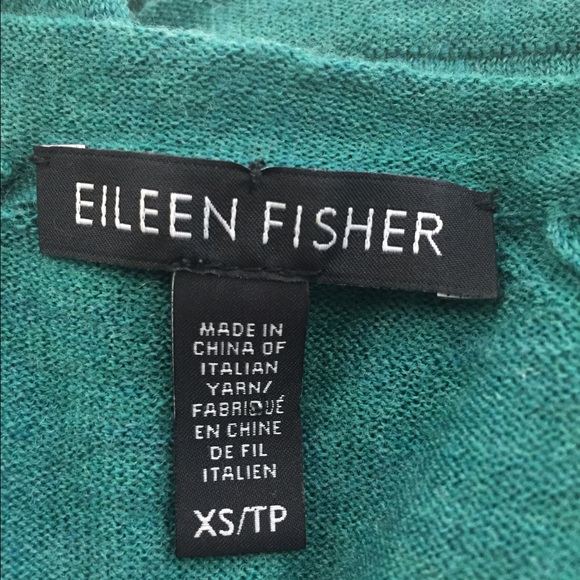 EILEEN FISHER
MADE IN
CHINA OF
ITALIAN
YARN/
FABRIQUÉ
EN CHINE
DE FIL
ITALIEN
XS/TP